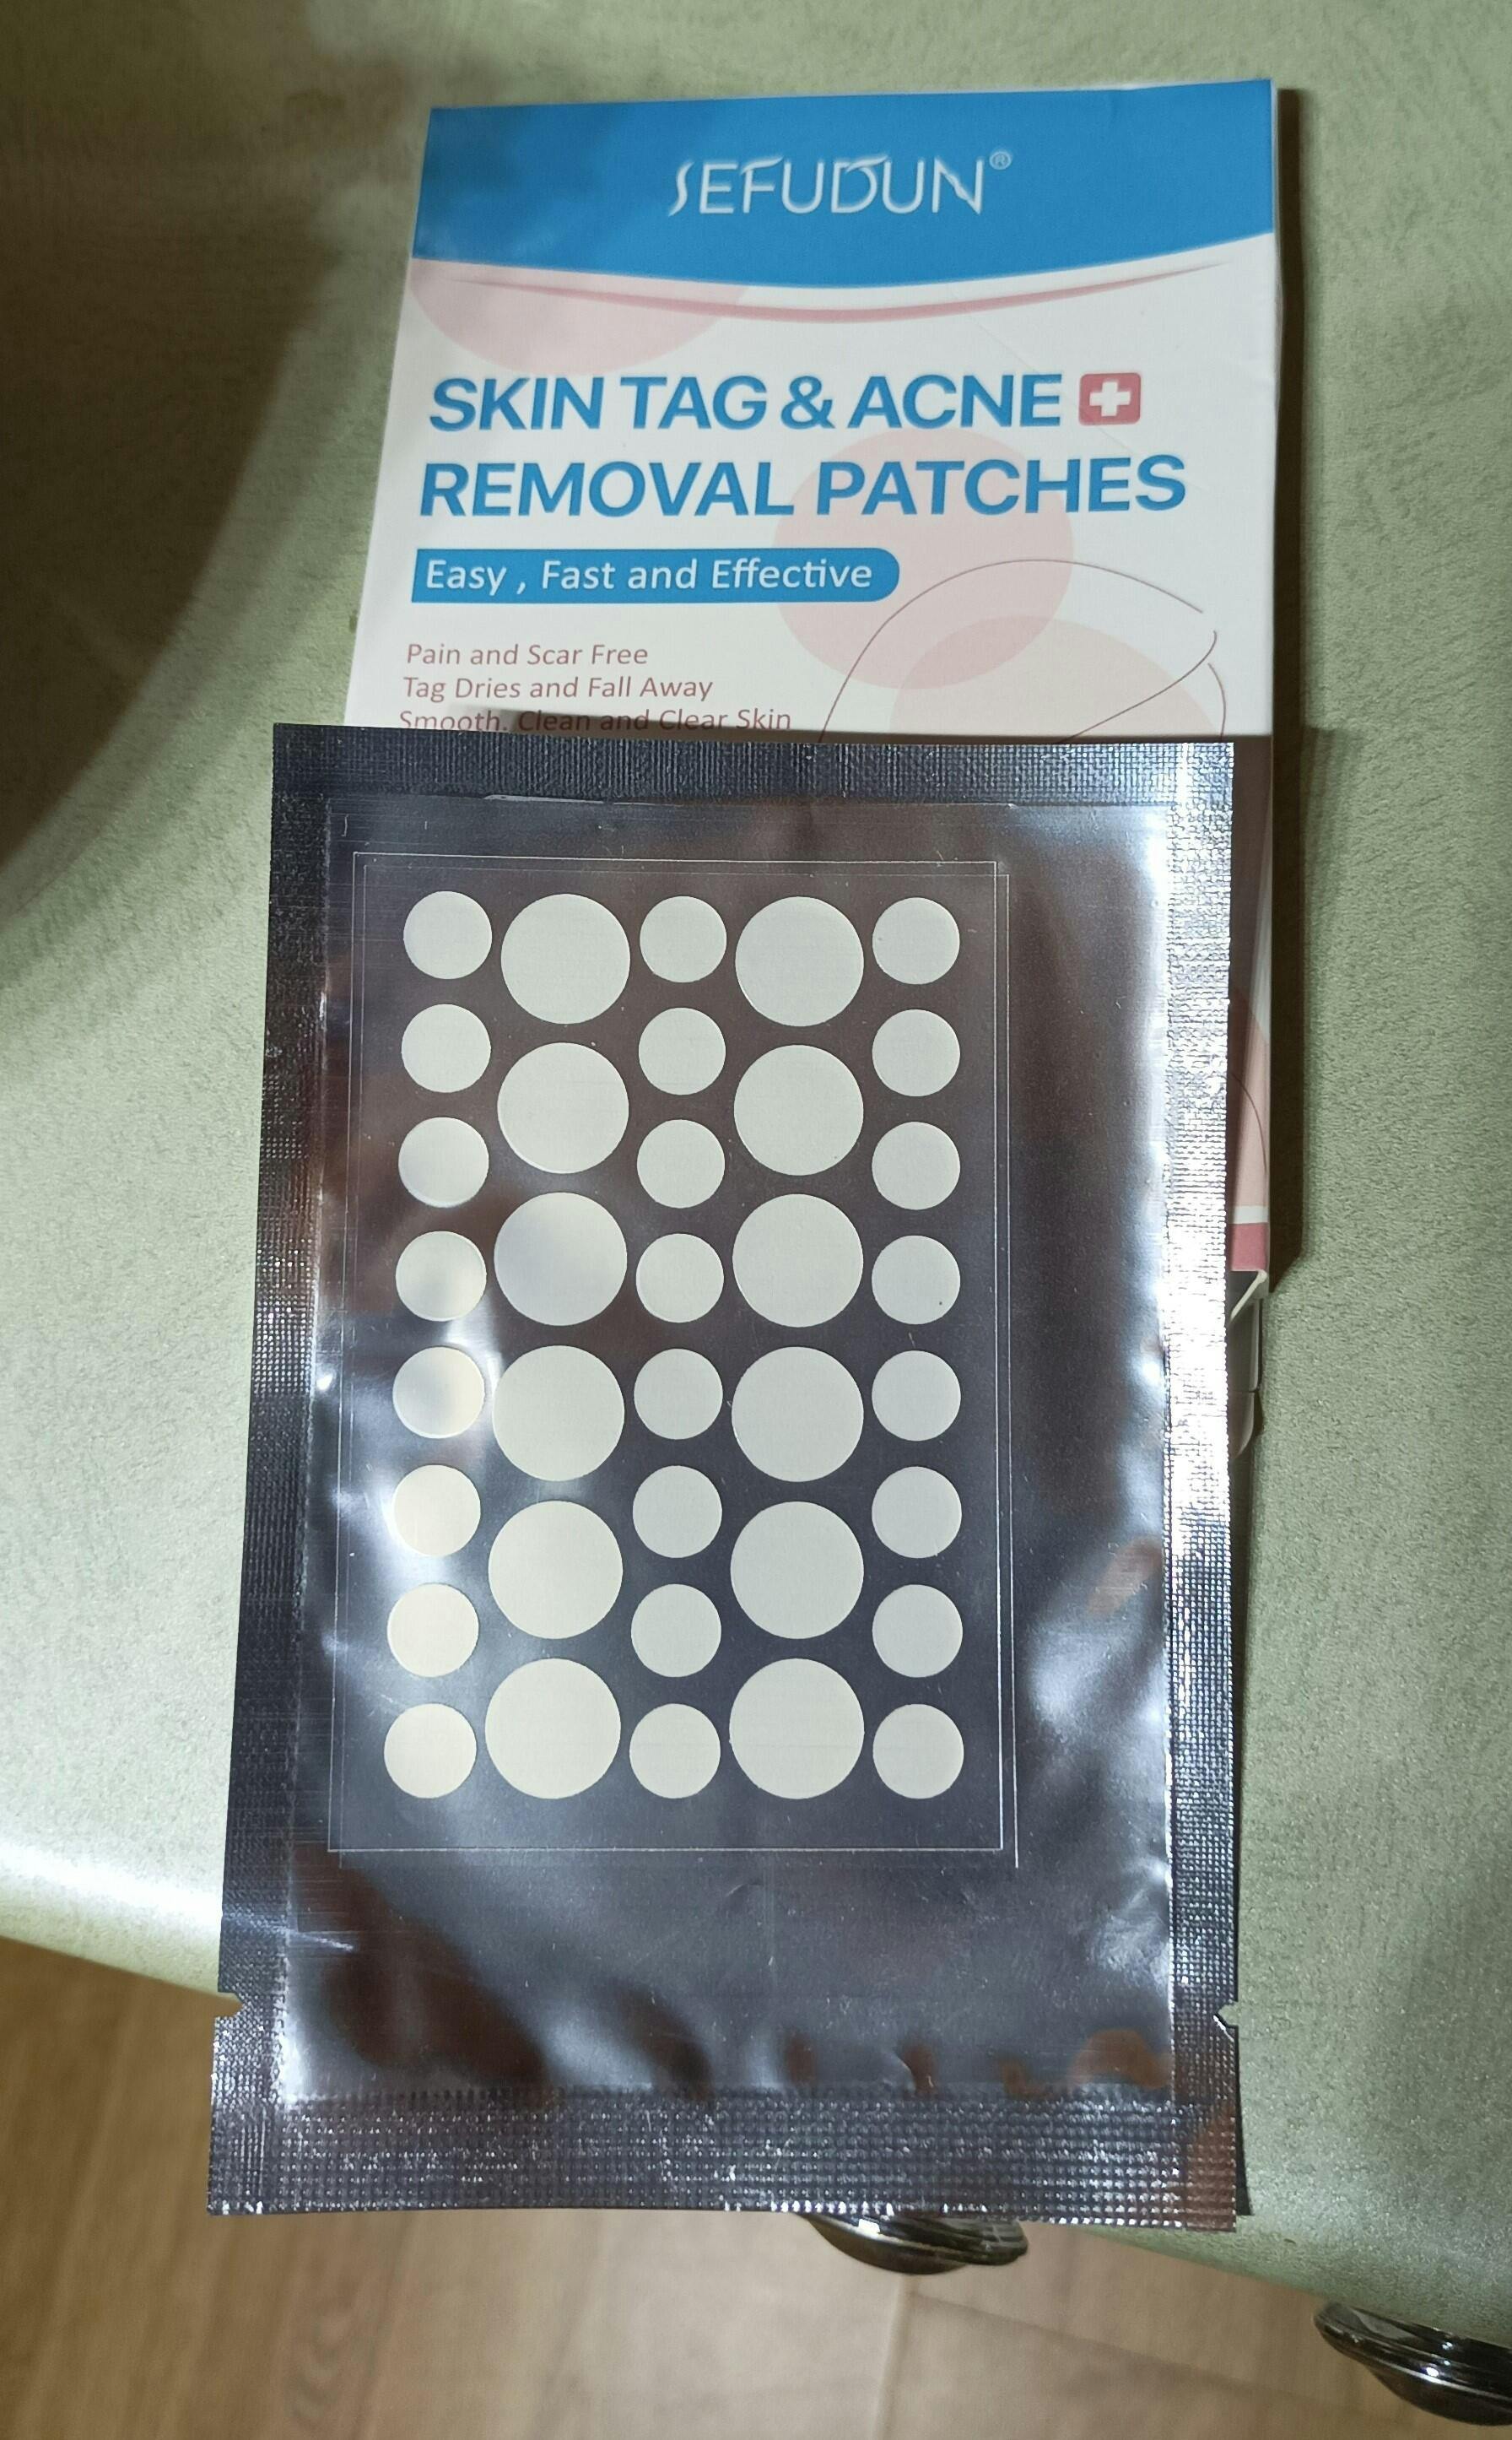 SEFUDUN®
SKIN TAG & ACNE
REMOVAL PATCHES
Easy , Fast and Effective
Pain and Scar Free
Tag Dries and Fall Away
Smooth, Clean and Clear Skin